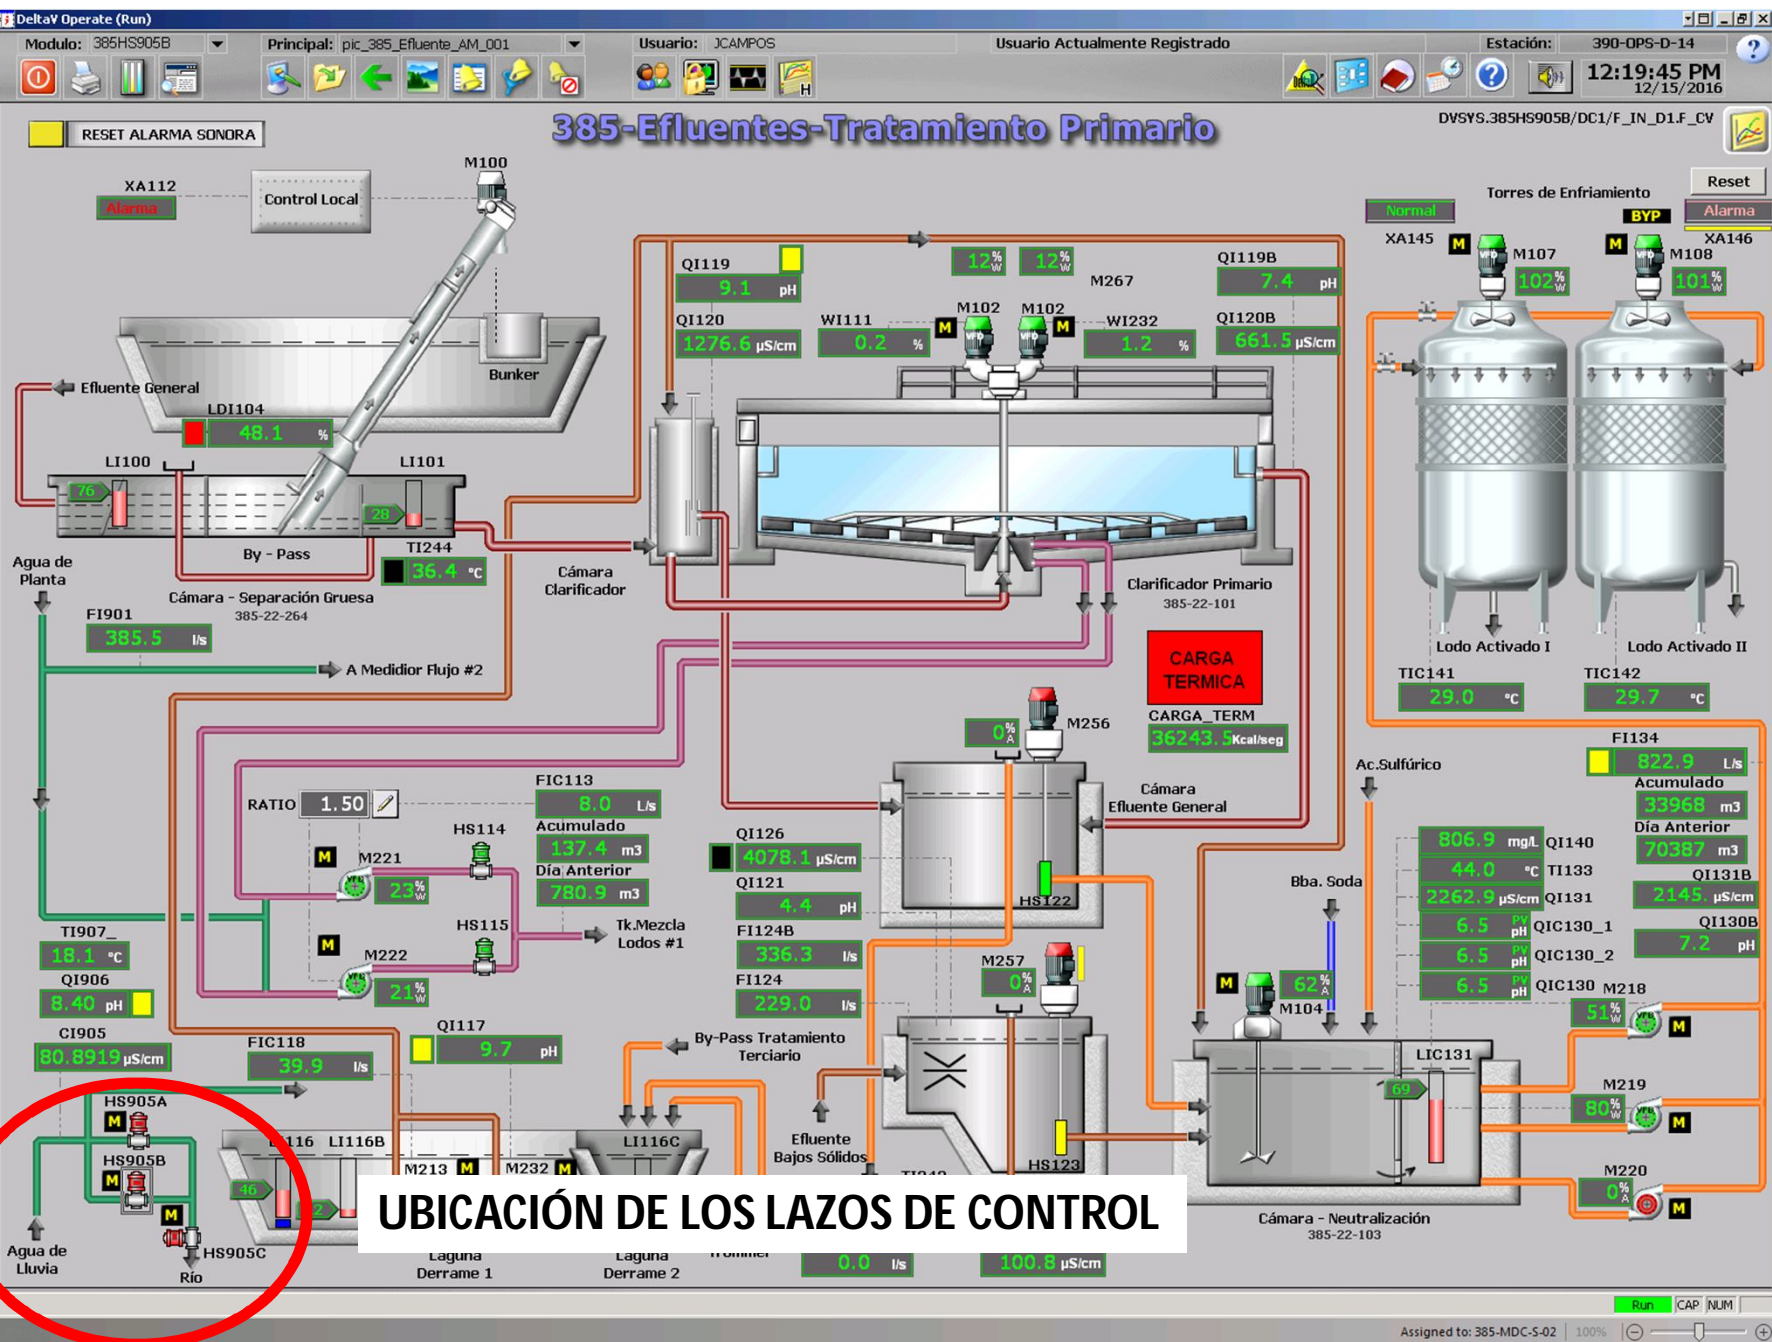 DeltaV Operate (Run)
Modulo: 385HS905B Principal: pic_385_Efluente_AM_001 Usuario: JCAMPOS Usuario Actualmente Registrado Estación: 390-OPS-D-14
12:19:45 PM
12/15/2016
RESET ALARMA SONORA
385-Efluentes-Tratamiento Primario
DVSYS.385HS905B/DC1/F_IN_D1.F_CV
XA112
Alarma
Control Local
M100
Torres de Enfriamiento
Reset
Normal
BYP
Alarma
XA145
M
M107
102 %W
M
XA146
M108
101 %W
QI119
9.1 pH
QI120
1276.6 µS/cm
12 %W
12 %W
M267
WI111
0.2 %
M
M102
M102
M
WI232
1.2 %
QI119B
7.4 pH
QI120B
661.5 µS/cm
Bunker
Efluente General
LDI104
48.1 %
LI100
76
LI101
28
By - Pass
TI244
36.4 °C
Cámara - Separación Gruesa
385-22-264
Cámara
Clarificador
Clarificador Primario
385-22-101
Agua de
Planta
FI901
385.5 l/s
A Medidior Flujo #2
CARGA
TERMICA
CARGA_TERM
36243.5 Kcal/seg
Lodo Activado I
Lodo Activado II
TIC141
29.0 °C
TIC142
29.7 °C
0 %A
M256
Cámara
Efluente General
HS122
Ac.Sulfúrico
FI134
822.9 L/s
Acumulado
33968 m3
Día Anterior
70387 m3
QI131B
2145. µS/cm
QI130B
7.2 pH
RATIO 1.50
FIC113
8.0 L/s
Acumulado
137.4 m3
Día Anterior
780.9 m3
M
M221
23 %W
HS114
M
M222
21 %W
HS115
Tk.Mezcla
Lodos #1
QI126
4078.1 µS/cm
QI121
4.4 pH
FI124B
336.3 l/s
FI124
229.0 l/s
M257
0 %A
Bba. Soda
806.9 mg/L QI140
44.0 °C TI133
2262.9 µS/cm QI131
6.5 PV pH QIC130_1
6.5 PV pH QIC130_2
6.5 PV pH QIC130
TI907_
18.1 °C
QI906
8.40 pH
CI905
80.8919 µS/cm
FIC118
39.9 l/s
QI117
9.7 pH
By-Pass Tratamiento
Terciario
M
62 %A
M104
M218
51 %W
M
LIC131
69
M219
80 %W
M
M220
0 %A
M
HS905A
M
HS905B
M
M
HS905C
Agua de
Lluvia
Río
LI116
46
LI116B
2
M213
M
M232
M
LI116C
Efluente
Bajos Sólidos
HS123
UBICACIÓN DE LOS LAZOS DE CONTROL
Laguna
Derrame 1
Laguna
Derrame 2
Trommel
0.0 l/s
100.8 µS/cm
Cámara - Neutralización
385-22-103
Run CAP NUM
Assigned to: 385-MDC-S-02 100%